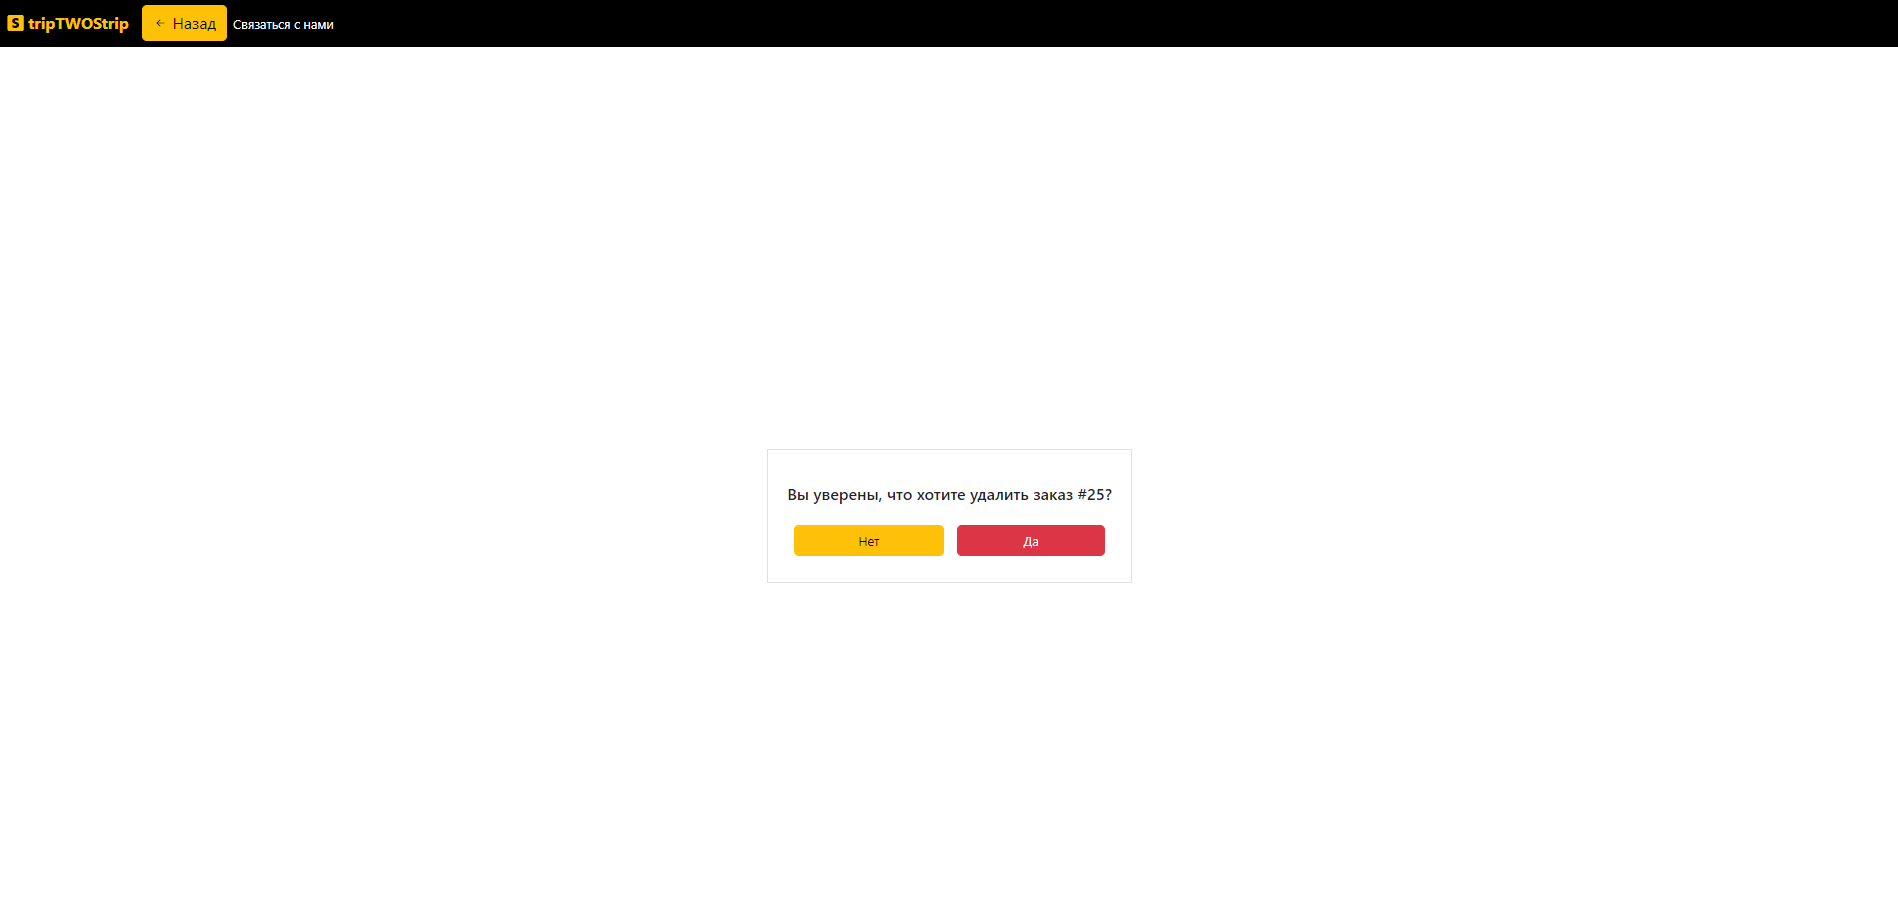 S tripTWOStrip ← Назад Связаться с нами
Вы уверены, что хотите удалить заказ #25?
Нет Да